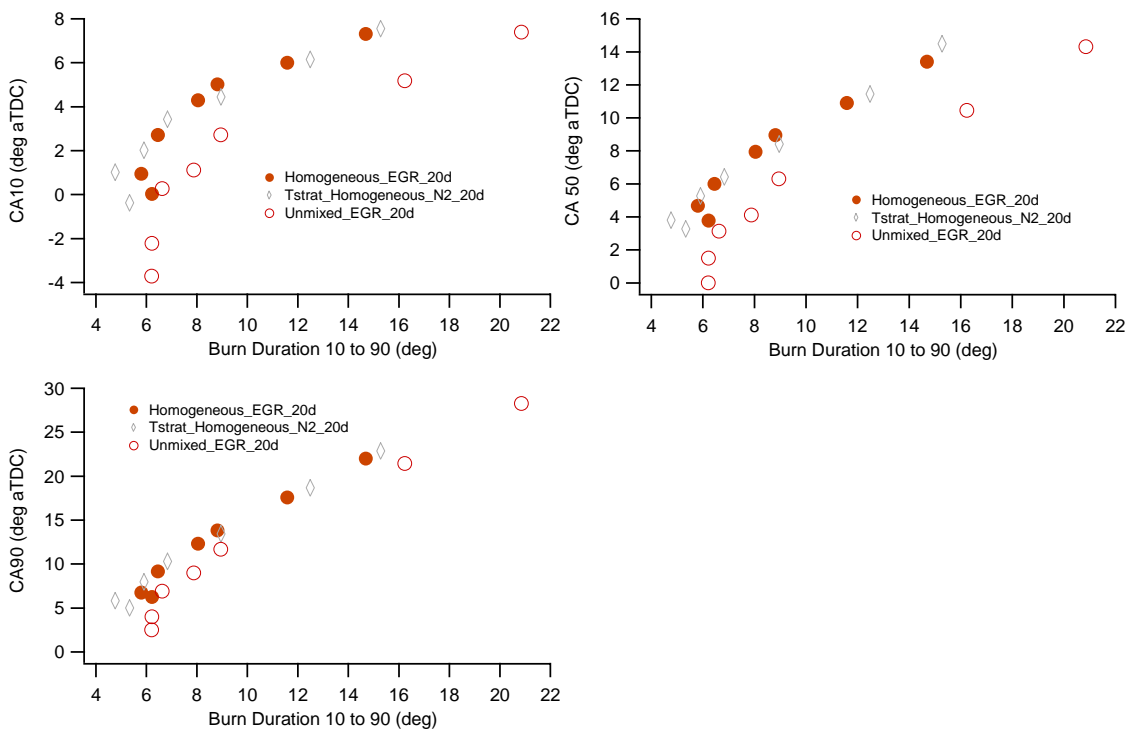 8
6
4
2
0
-2
-4
CA10 (deg aTDC)
Homogeneous_EGR_20d
Tstrat_Homogeneous_N2_20d
Unmixed_EGR_20d
4 6 8 10 12 14 16 18 20 22
Burn Duration 10 to 90 (deg)
16
14
12
10
8
6
4
2
0
CA 50 (deg aTDC)
Homogeneous_EGR_20d
Tstrat_Homogeneous_N2_20d
Unmixed_EGR_20d
4 6 8 10 12 14 16 18 20 22
Burn Duration 10 to 90 (deg)
30
25
20
15
10
5
0
CA90 (deg aTDC)
Homogeneous_EGR_20d
Tstrat_Homogeneous_N2_20d
Unmixed_EGR_20d
4 6 8 10 12 14 16 18 20 22
Burn Duration 10 to 90 (deg)